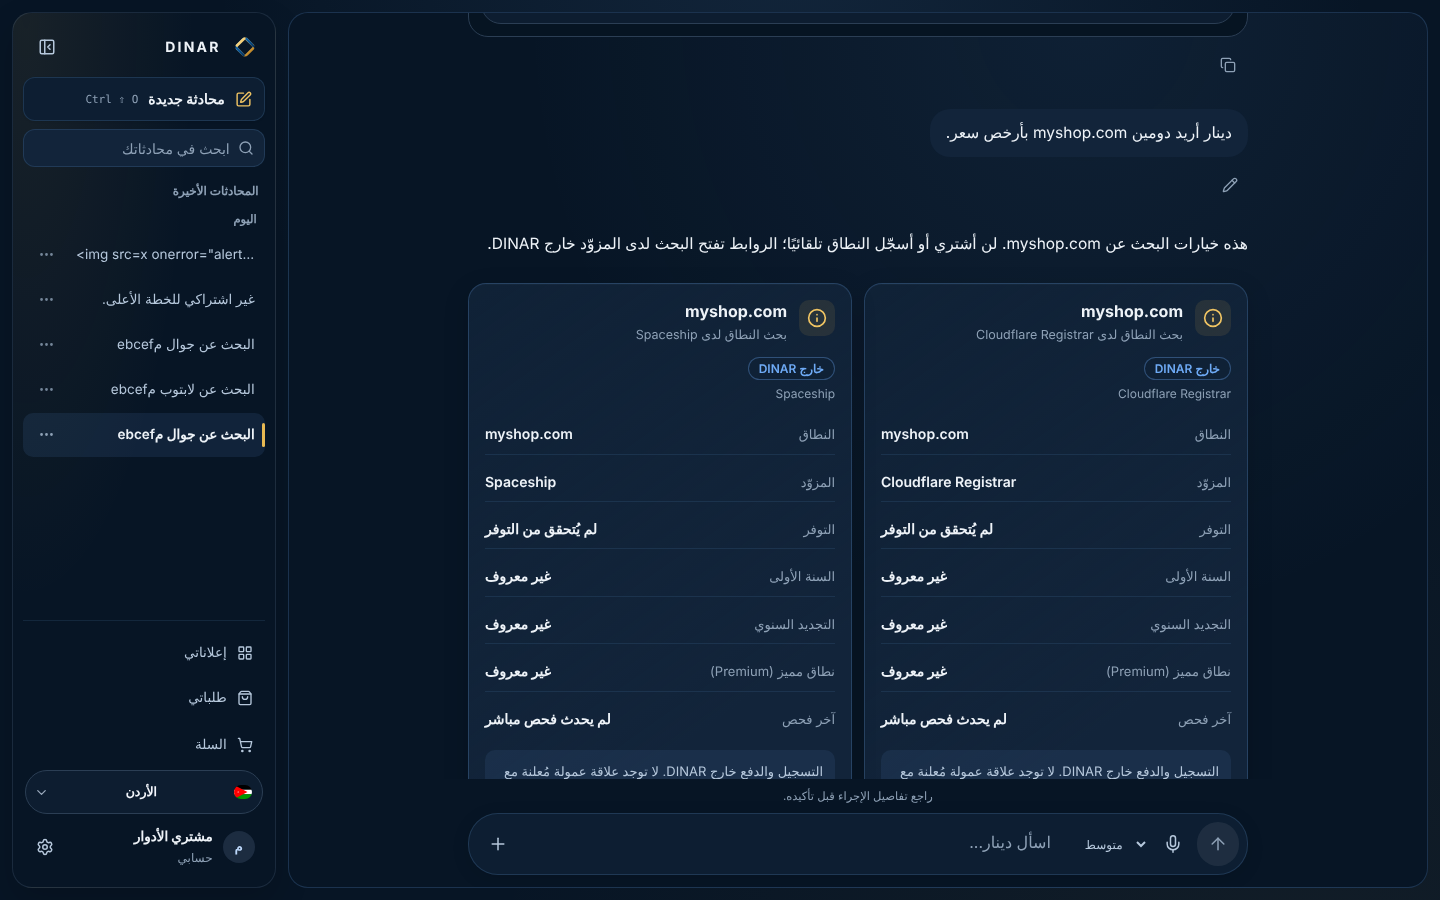 DINAR
محادثة جديدة Ctrl ⇧ O
ابحث في محادثاتك
المحادثات الأخيرة
اليوم
<img src=x onerror="alert...
غير اشتراكي للخطة الأعلى.
البحث عن جوال مebcef
البحث عن لابتوب مebcef
البحث عن جوال مebcef
إعلاناتي
طلباتي
السلة
الأردن
م
مشتري الأدوار
حسابي
دينار أريد دومين myshop.com بأرخص سعر.
هذه خيارات البحث عن myshop.com. لن أشتري أو أسجّل النطاق تلقائيًا؛ الروابط تفتح البحث لدى المزوّد خارج DINAR.
myshop.com
بحث النطاق لدى Cloudflare Registrar
خارج DINAR
Cloudflare Registrar
النطاق myshop.com
المزوّد Cloudflare Registrar
التوفر لم يُتحقق من التوفر
السنة الأولى غير معروف
التجديد السنوي غير معروف
نطاق مميز (Premium) غير معروف
آخر فحص لم يحدث فحص مباشر
التسجيل والدفع خارج DINAR. لا توجد علاقة عمولة مُعلنة مع
myshop.com
بحث النطاق لدى Spaceship
خارج DINAR
Spaceship
النطاق myshop.com
المزوّد Spaceship
التوفر لم يُتحقق من التوفر
السنة الأولى غير معروف
التجديد السنوي غير معروف
نطاق مميز (Premium) غير معروف
آخر فحص لم يحدث فحص مباشر
التسجيل والدفع خارج DINAR. لا توجد علاقة عمولة مُعلنة مع
راجع تفاصيل الإجراء قبل تأكيده.
متوسط
اسأل دينار...